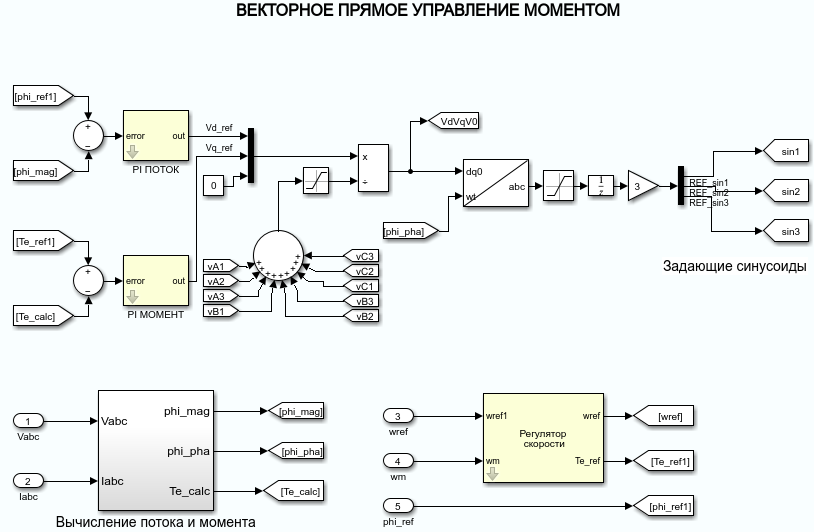 ВЕКТОРНОЕ ПРЯМОЕ УПРАВЛЕНИЕ МОМЕНТОМ
[phi_ref1]
+
−
[phi_mag]
error
out
PI ПОТОК
Vd_ref
Vq_ref
0
x
÷
VdVqV0
dq0
wt
abc
[phi_pha]
1
z
3
REF_sin1
REF_sin2
REF_sin3
sin1
sin2
sin3
Задающие синусоиды
[Te_ref1]
+
−
[Te_calc]
error
out
PI МОМЕНТ
vA1
vA2
vA3
vB1
+
+
+
+
+
+
+
+
+
vC3
vC2
vC1
vB3
vB2
1
Vabc
2
Iabc
Vabc
Iabc
phi_mag
phi_pha
Te_calc
[phi_mag]
[phi_pha]
[Te_calc]
Вычисление потока и момента
3
wref
4
wm
5
phi_ref
wref1
wm
Регулятор
скорости
wref
Te_ref
[wref]
[Te_ref1]
[phi_ref1]